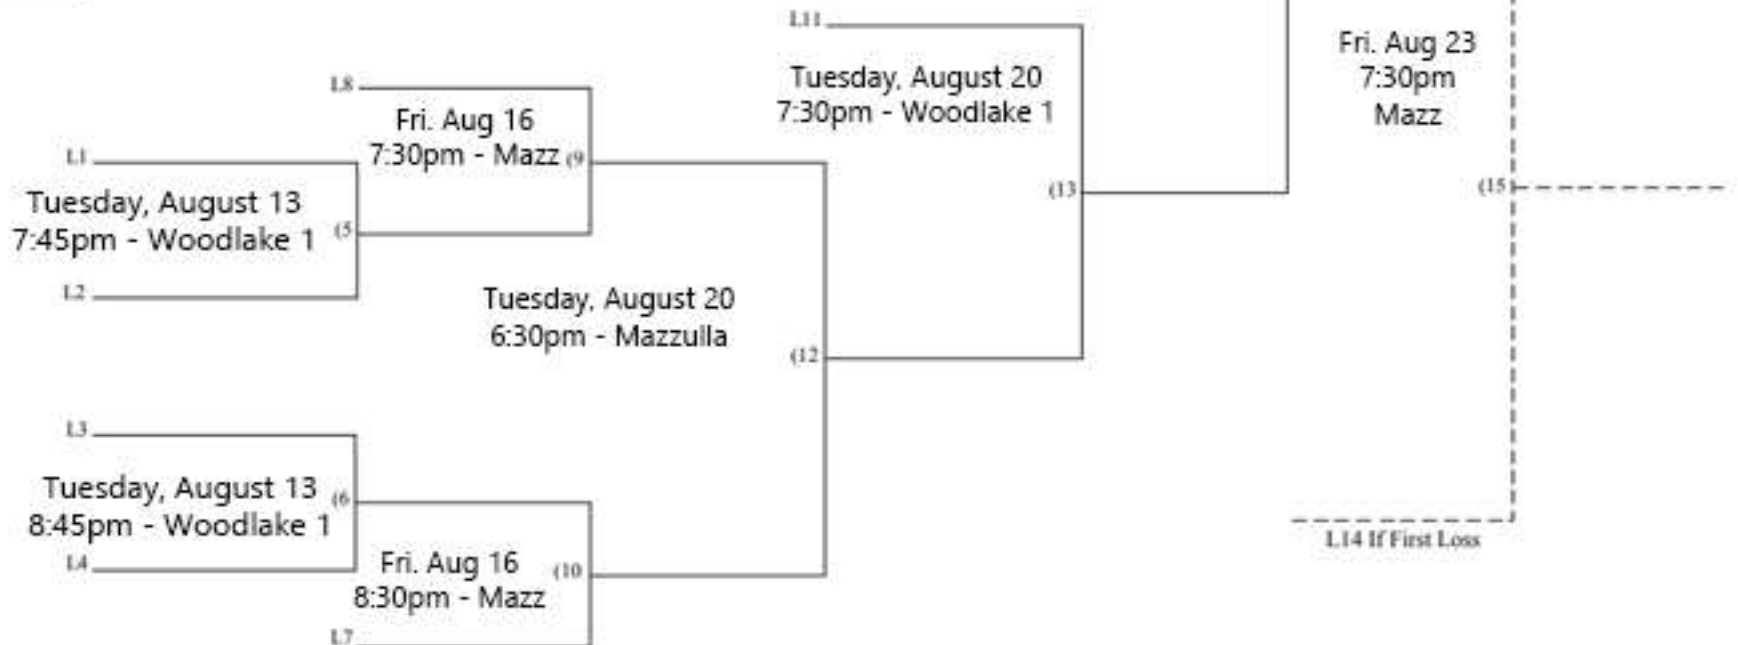 L11
Tuesday, August 20
7:30pm - Woodlake 1
Fri. Aug 23
7:30pm
Mazz
L8
Fri. Aug 16
7:30pm - Mazz
(9
L1
Tuesday, August 13
7:45pm - Woodlake 1
(5
L2
(13
(15
Tuesday, August 20
6:30pm - Mazzulla
(12
L3
Tuesday, August 13
8:45pm - Woodlake 1
(6
L4
Fri. Aug 16
8:30pm - Mazz
(10
L7
L14 If First Loss